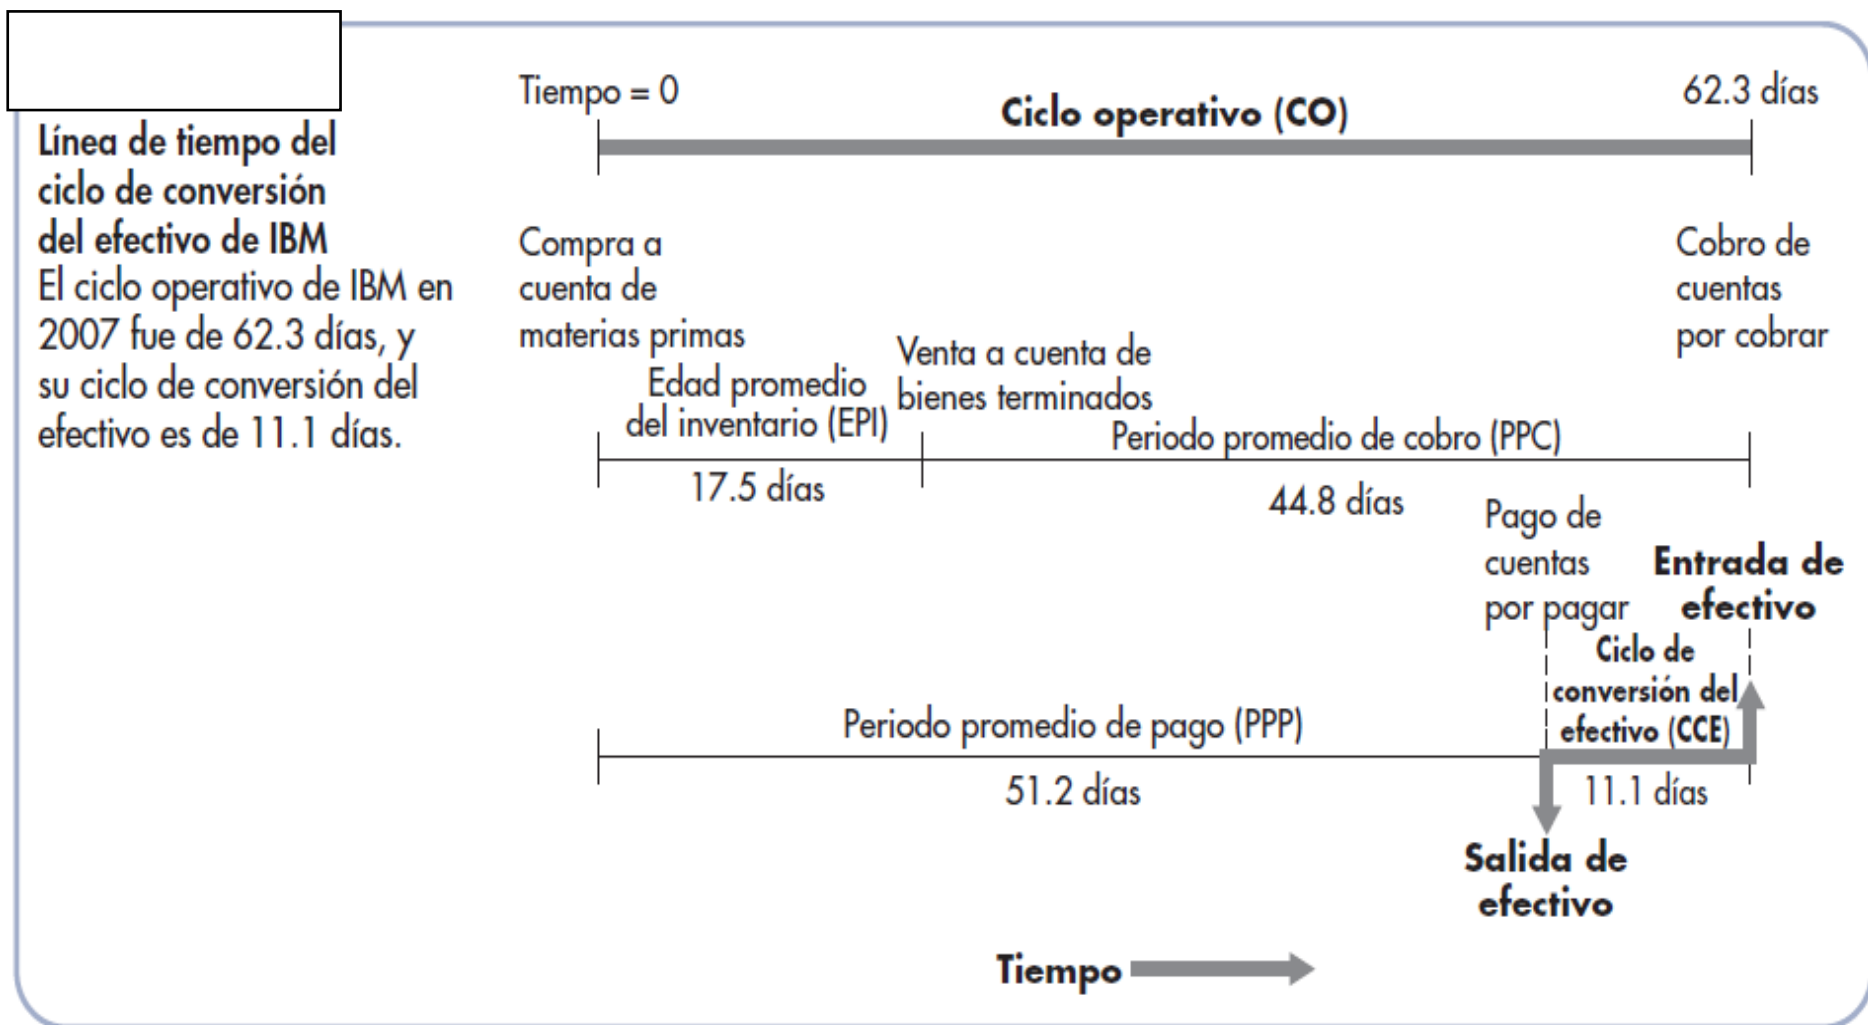 Línea de tiempo del
ciclo de conversión
del efectivo de IBM
El ciclo operativo de IBM en
2007 fue de 62.3 días, y
su ciclo de conversión del
efectivo es de 11.1 días.
Tiempo = 0
Ciclo operativo (CO)
62.3 días
Compra a
cuenta de
materias primas
Cobro de
cuentas
por cobrar
Edad promedio
del inventario (EPI)
Venta a cuenta de
bienes terminados
Periodo promedio de cobro (PPC)
17.5 días
44.8 días
Pago de
cuentas
por pagar
Entrada de
efectivo
Ciclo de
conversión del
efectivo (CCE)
Periodo promedio de pago (PPP)
51.2 días
11.1 días
Salida de
efectivo
Tiempo